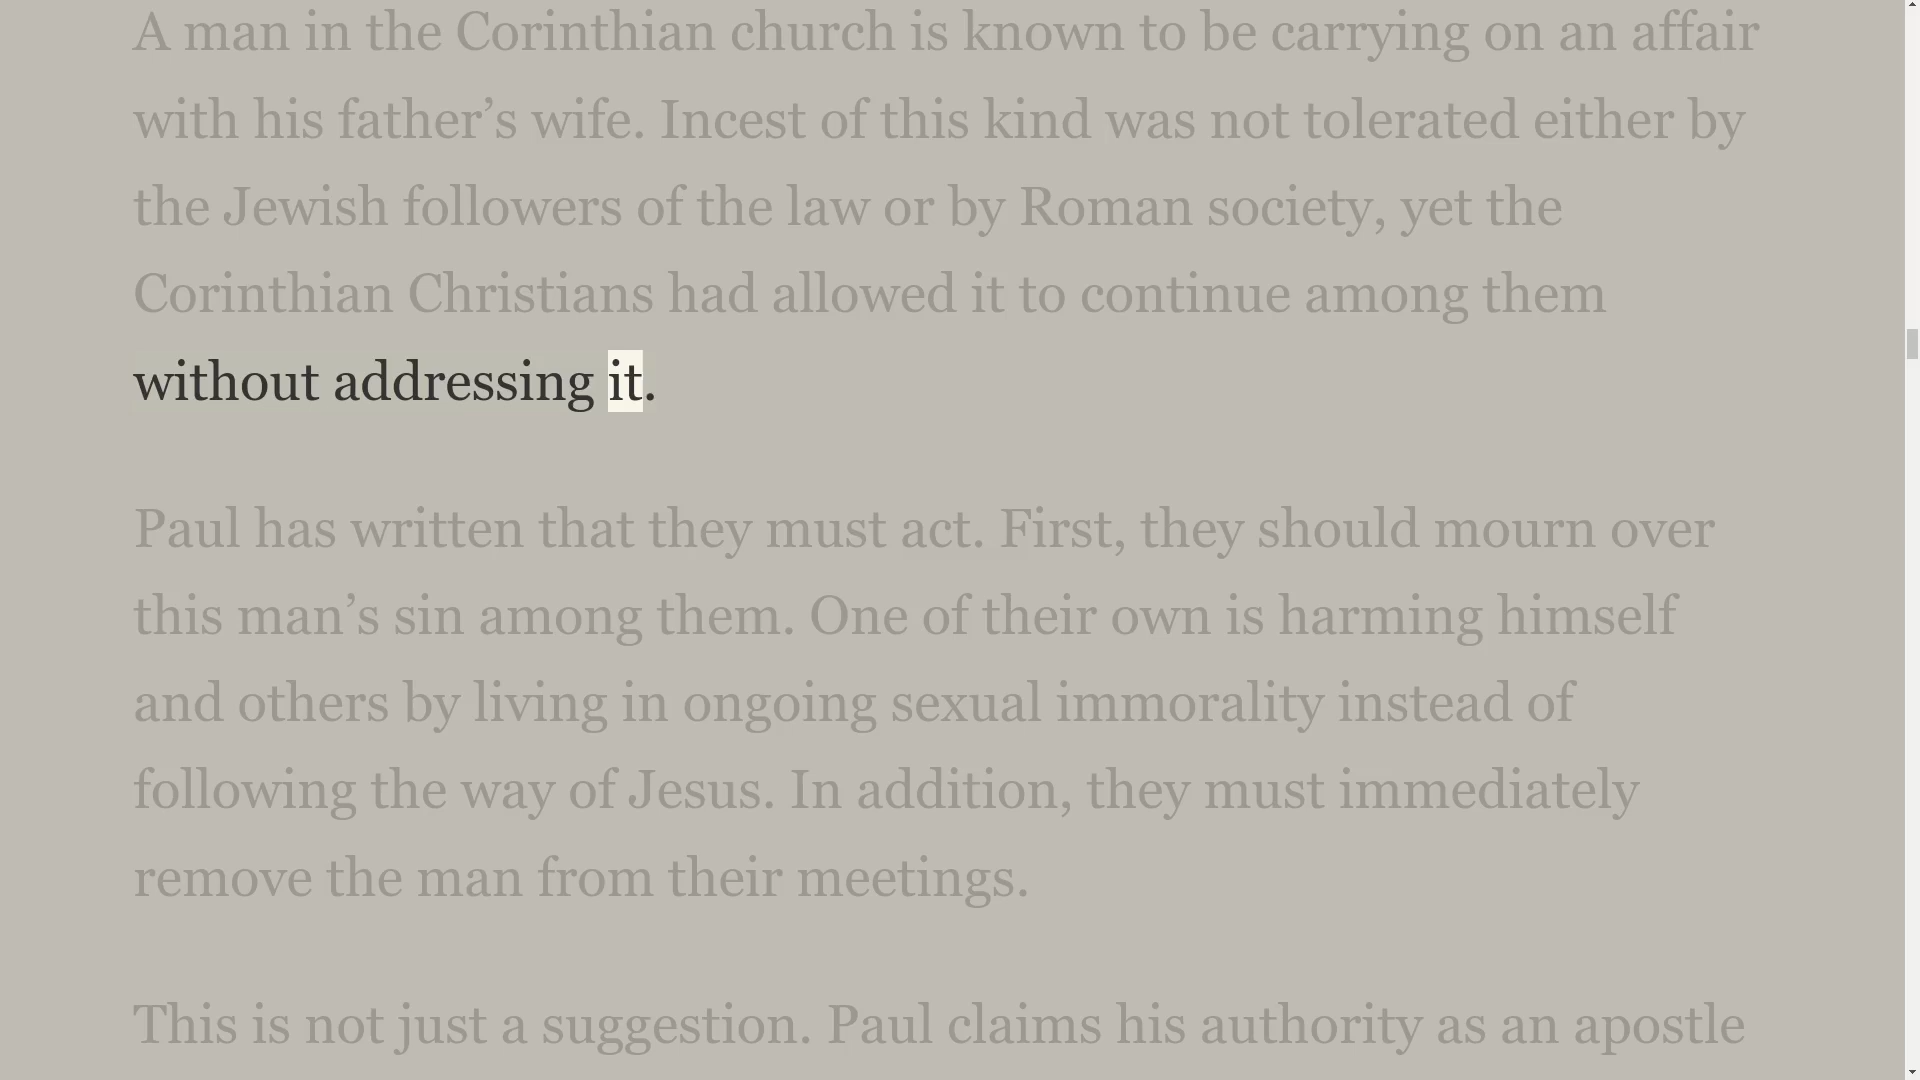 A man in the Corinthian church is known to be carrying on an affair
with his father’s wife. Incest of this kind was not tolerated either by
the Jewish followers of the law or by Roman society, yet the
Corinthian Christians had allowed it to continue among them
without addressing it.
Paul has written that they must act. First, they should mourn over
this man’s sin among them. One of their own is harming himself
and others by living in ongoing sexual immorality instead of
following the way of Jesus. In addition, they must immediately
remove the man from their meetings.
This is not just a suggestion. Paul claims his authority as an apostle